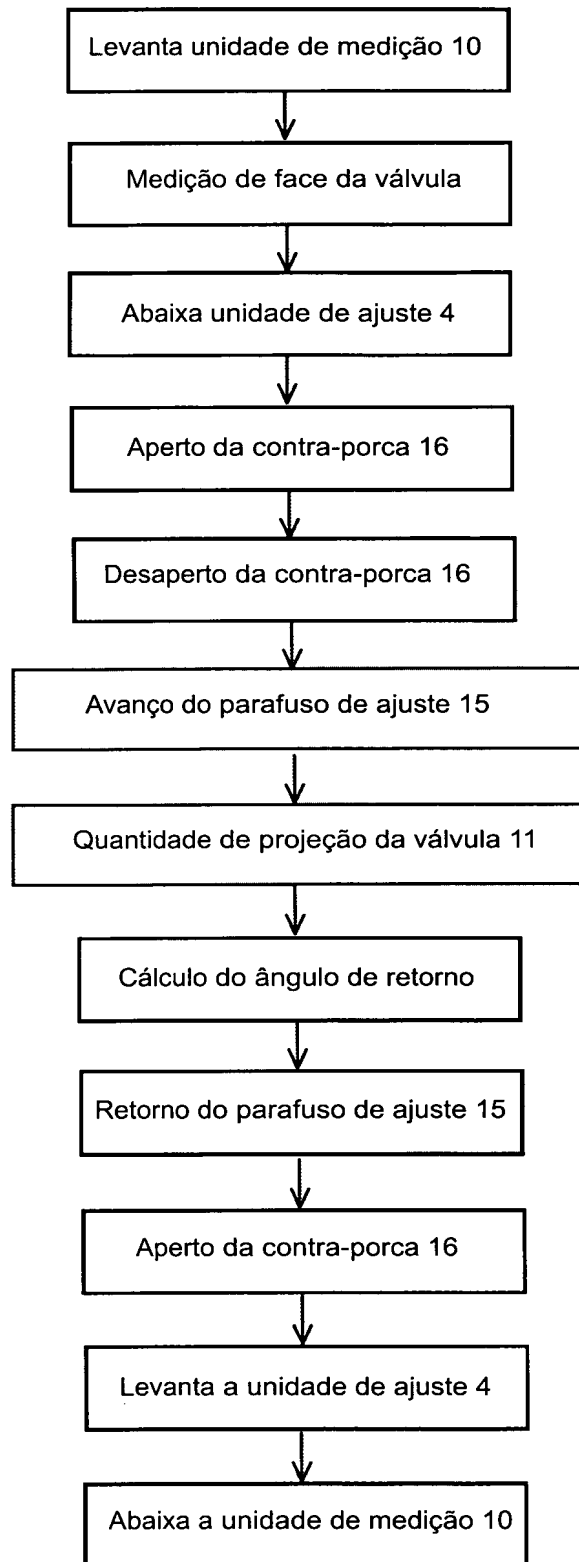 Levanta unidade de medição 10
Medição de face da válvula
Abaixa unidade de ajuste 4
Aperto da contra-porca 16
Desaperto da contra-porca 16
Avanço do parafuso de ajuste 15
Quantidade de projeção da válvula 11
Cálculo do ângulo de retorno
Retorno do parafuso de ajuste 15
Aperto da contra-porca 16
Levanta a unidade de ajuste 4
Abaixa a unidade de medição 10